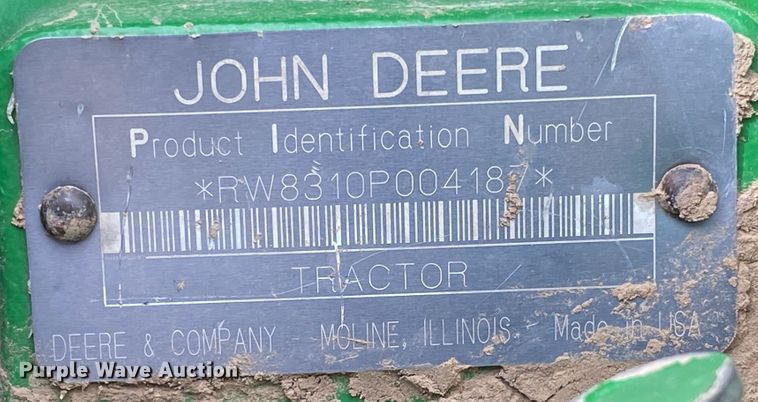 JOHN DEERE
Product Identification Number
*RW8310P004187*
TRACTOR
DEERE & COMPANY - MOLINE, ILLINOIS - Made in USA
Purple Wave Auction